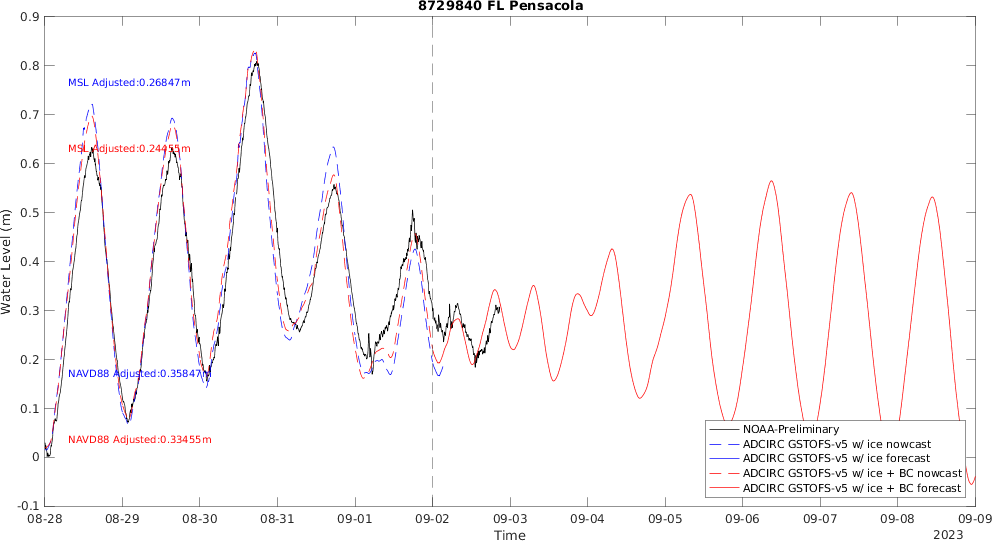 8729840 FL Pensacola
0.9
0.8
0.7
0.6
0.5
0.4
0.3
0.2
0.1
0
-0.1
Water Level (m)
MSL Adjusted:0.26847m
MSL Adjusted:0.24455m
NAVD88 Adjusted:0.35847m
NAVD88 Adjusted:0.33455m
NOAA-Preliminary
ADCIRC GSTOFS-v5 w/ ice nowcast
ADCIRC GSTOFS-v5 w/ ice forecast
ADCIRC GSTOFS-v5 w/ ice + BC nowcast
ADCIRC GSTOFS-v5 w/ ice + BC forecast
08-28 08-29 08-30 08-31 09-01 09-02 09-03 09-04 09-05 09-06 09-07 09-08 09-09
Time
2023